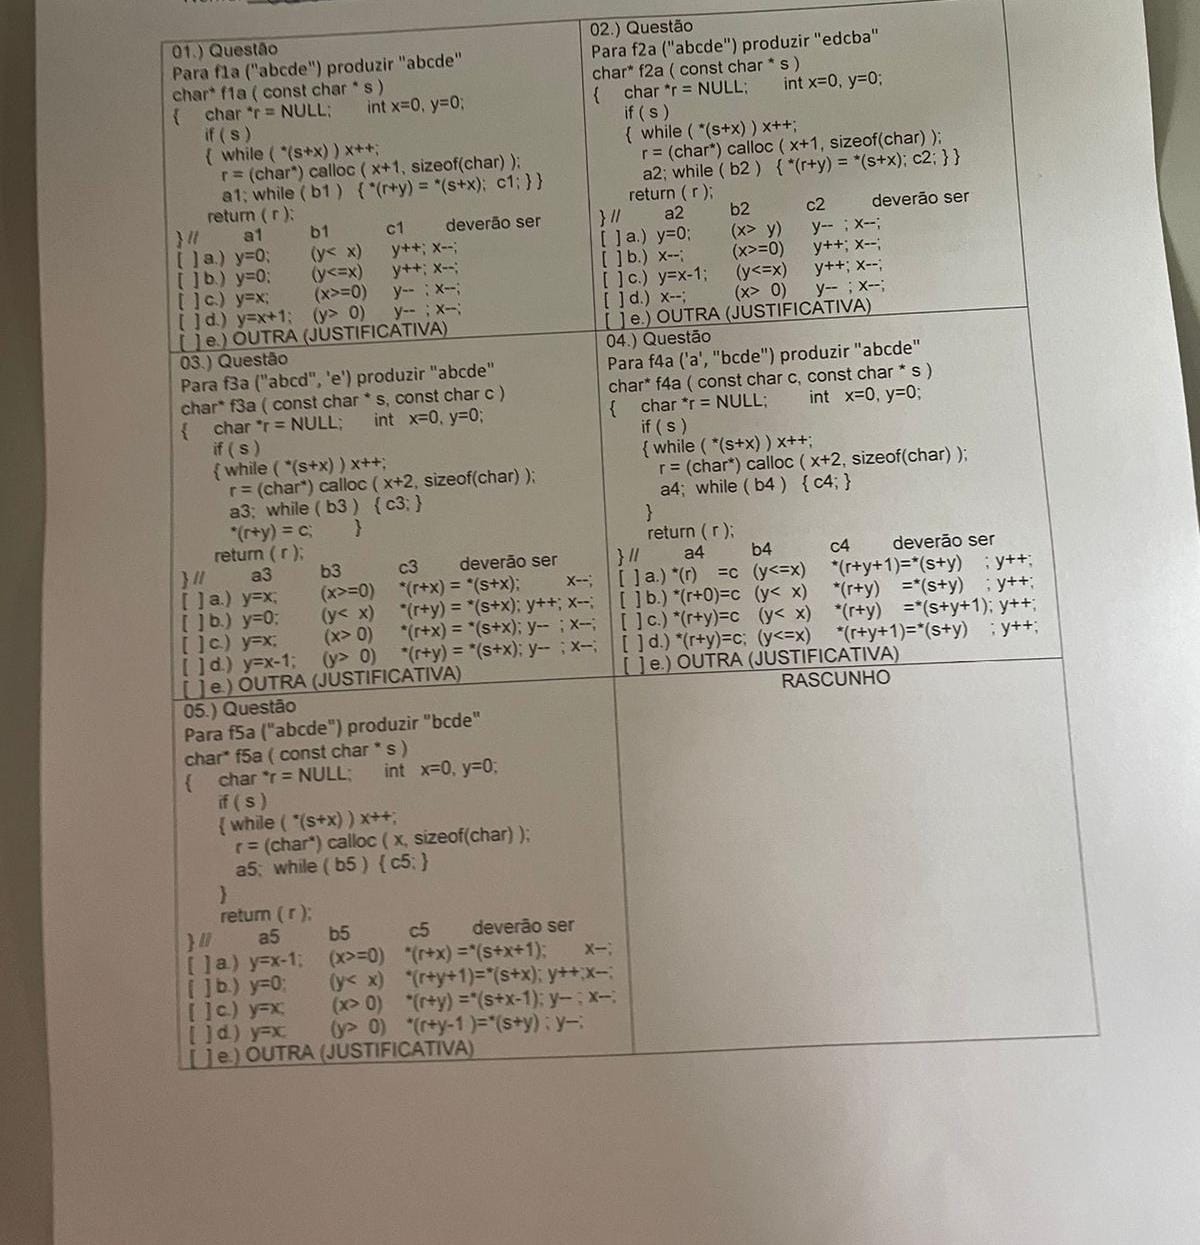 01.) Questão
Para f1a ("abcde") produzir "abcde"
char* f1a ( const char * s )
{ char *r = NULL; int x=0, y=0;
if ( s )
{ while ( *(s+x) ) x++;
r = (char*) calloc ( x+1, sizeof(char) );
a1; while ( b1 ) { *(r+y) = *(s+x); c1; } }
return ( r );
} // a1 b1 c1 deverão ser
[ ] a.) y=0; (y< x) y++; x--;
[ ] b.) y=0; (y<=x) y++; x--;
[ ] c.) y=x; (x>=0) y-- ; x--;
[ ] d.) y=x+1; (y> 0) y-- ; x--;
[ ] e.) OUTRA (JUSTIFICATIVA)
02.) Questão
Para f2a ("abcde") produzir "edcba"
char* f2a ( const char * s )
{ char *r = NULL; int x=0, y=0;
if ( s )
{ while ( *(s+x) ) x++;
r = (char*) calloc ( x+1, sizeof(char) );
a2; while ( b2 ) { *(r+y) = *(s+x); c2; } }
return ( r );
} // a2 b2 c2 deverão ser
[ ] a.) y=0; (x> y) y-- ; x--;
[ ] b.) x--; (x>=0) y++; x--;
[ ] c.) y=x-1; (y<=x) y++; x--;
[ ] d.) x--; (x> 0) y-- ; x--;
[ ] e.) OUTRA (JUSTIFICATIVA)
03.) Questão
Para f3a ("abcd", 'e') produzir "abcde"
char* f3a ( const char * s, const char c )
{ char *r = NULL; int x=0, y=0;
if ( s )
{ while ( *(s+x) ) x++;
r = (char*) calloc ( x+2, sizeof(char) );
a3; while ( b3 ) { c3; }
*(r+y) = c; }
return ( r );
} // a3 b3 c3 deverão ser
[ ] a.) y=x; (x>=0) *(r+x) = *(s+x); x--;
[ ] b.) y=0; (y< x) *(r+y) = *(s+x); y++; x--;
[ ] c.) y=x; (x> 0) *(r+x) = *(s+x); y-- ; x--;
[ ] d.) y=x-1; (y> 0) *(r+y) = *(s+x); y-- ; x--;
[ ] e.) OUTRA (JUSTIFICATIVA)
04.) Questão
Para f4a ('a', "bcde") produzir "abcde"
char* f4a ( const char c, const char * s )
{ char *r = NULL; int x=0, y=0;
if ( s )
{ while ( *(s+x) ) x++;
r = (char*) calloc ( x+2, sizeof(char) );
a4; while ( b4 ) { c4; }
}
return ( r );
} // a4 b4 c4 deverão ser
[ ] a.) *(r) =c (y<=x) *(r+y+1)=*(s+y) ; y++;
[ ] b.) *(r+0)=c (y< x) *(r+y) =*(s+y) ; y++;
[ ] c.) *(r+y)=c (y< x) *(r+y) =*(s+y+1); y++;
[ ] d.) *(r+y)=c; (y<=x) *(r+y+1)=*(s+y) ; y++;
[ ] e.) OUTRA (JUSTIFICATIVA)
05.) Questão
Para f5a ("abcde") produzir "bcde"
char* f5a ( const char * s )
{ char *r = NULL; int x=0, y=0;
if ( s )
{ while ( *(s+x) ) x++;
r = (char*) calloc ( x, sizeof(char) );
a5; while ( b5 ) { c5; }
}
return ( r );
} // a5 b5 c5 deverão ser
[ ] a.) y=x-1; (x>=0) *(r+x) =*(s+x+1); x--;
[ ] b.) y=0; (y< x) *(r+y+1)=*(s+x); y++;x--;
[ ] c.) y=x; (x> 0) *(r+y) =*(s+x-1); y-- ; x--;
[ ] d.) y=x; (y> 0) *(r+y-1 )=*(s+y) ; y--;
[ ] e.) OUTRA (JUSTIFICATIVA)
RASCUNHO